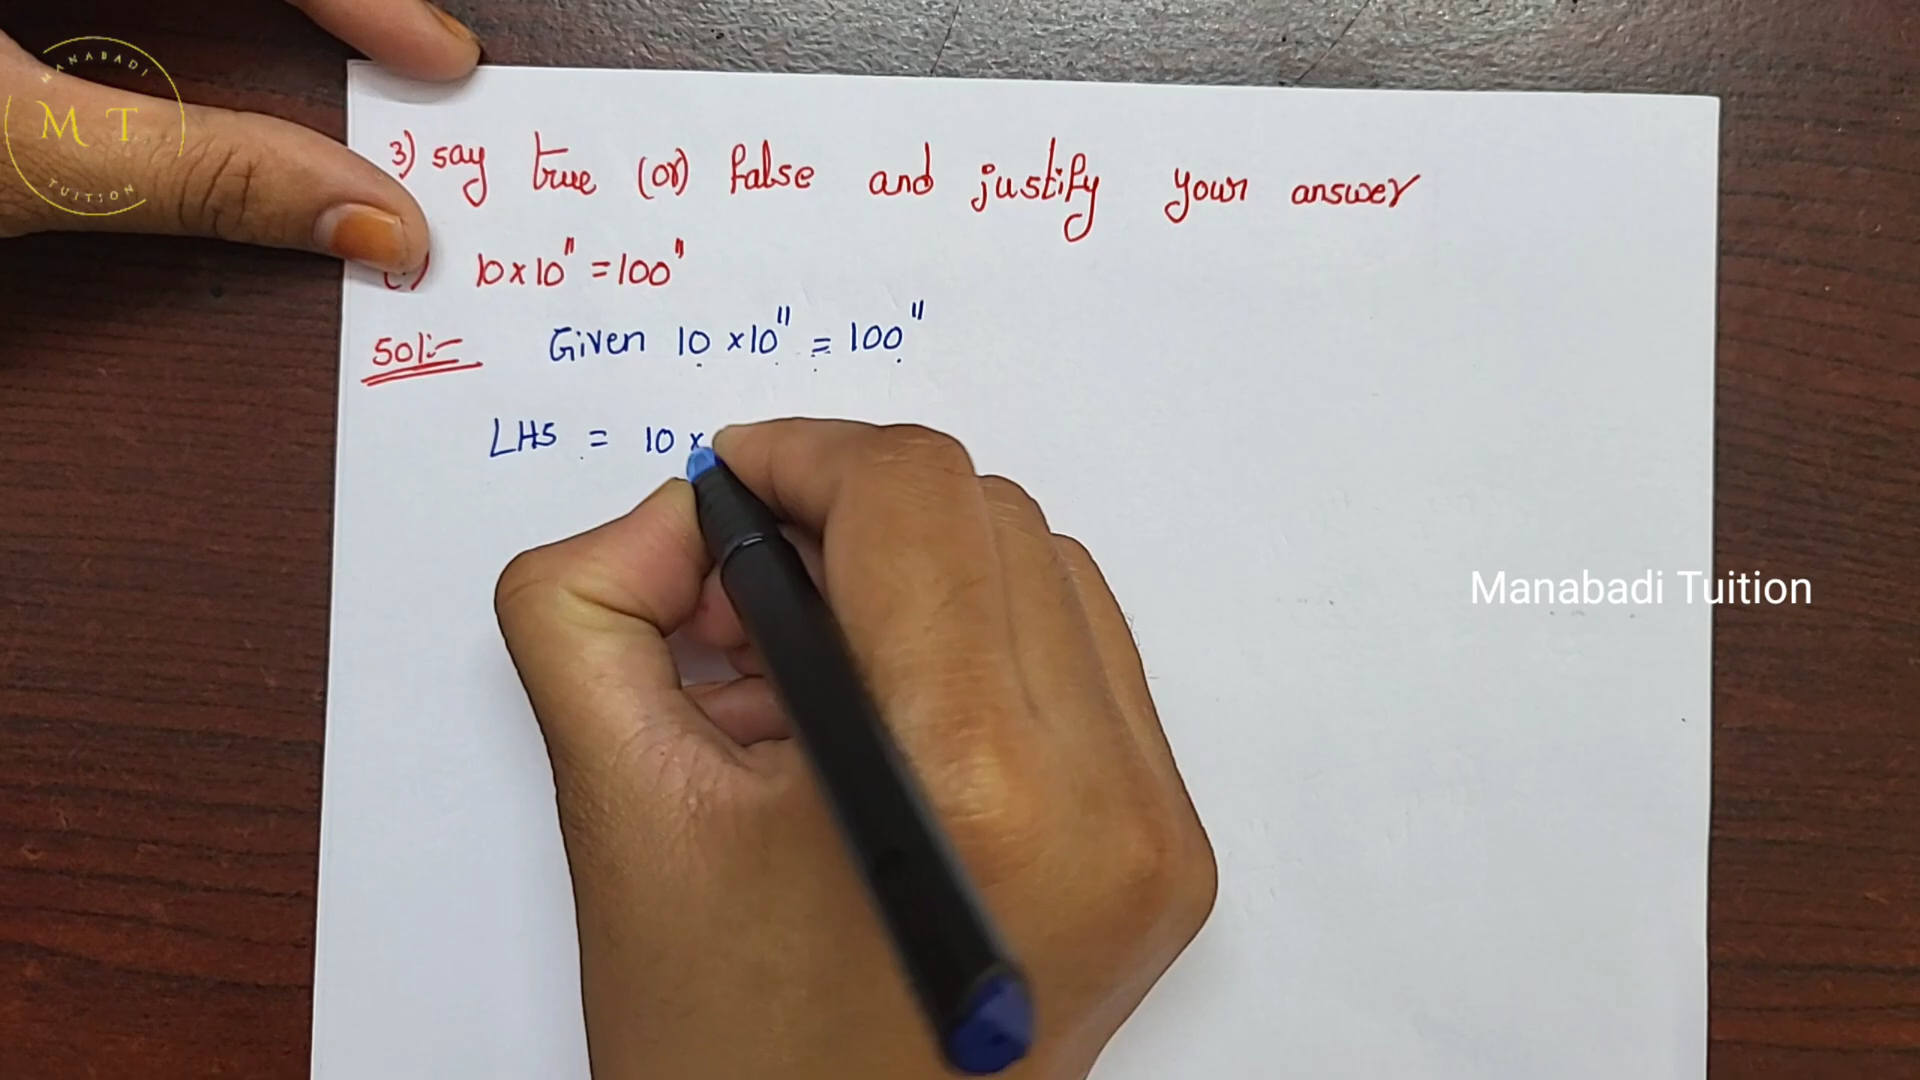 MANABADI
M T
TUITION
3) say true (or) false and justify your answer
10 x 10¹¹ = 100¹¹
Sol:- Given 10 x 10¹¹ = 100¹¹
LHS = 10 x
Manabadi Tuition